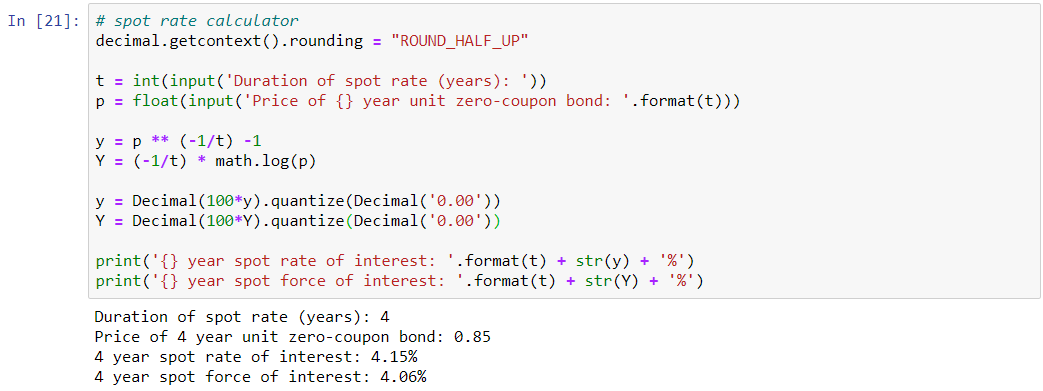 In [21]: # spot rate calculator
decimal.getcontext().rounding = "ROUND_HALF_UP"
t = int(input('Duration of spot rate (years): '))
p = float(input('Price of {} year unit zero-coupon bond: '.format(t)))
y = p ** (-1/t) -1
Y = (-1/t) * math.log(p)
y = Decimal(100*y).quantize(Decimal('0.00'))
Y = Decimal(100*Y).quantize(Decimal('0.00'))
print('{} year spot rate of interest: '.format(t) + str(y) + '%')
print('{} year spot force of interest: '.format(t) + str(Y) + '%')
Duration of spot rate (years): 4
Price of 4 year unit zero-coupon bond: 0.85
4 year spot rate of interest: 4.15%
4 year spot force of interest: 4.06%